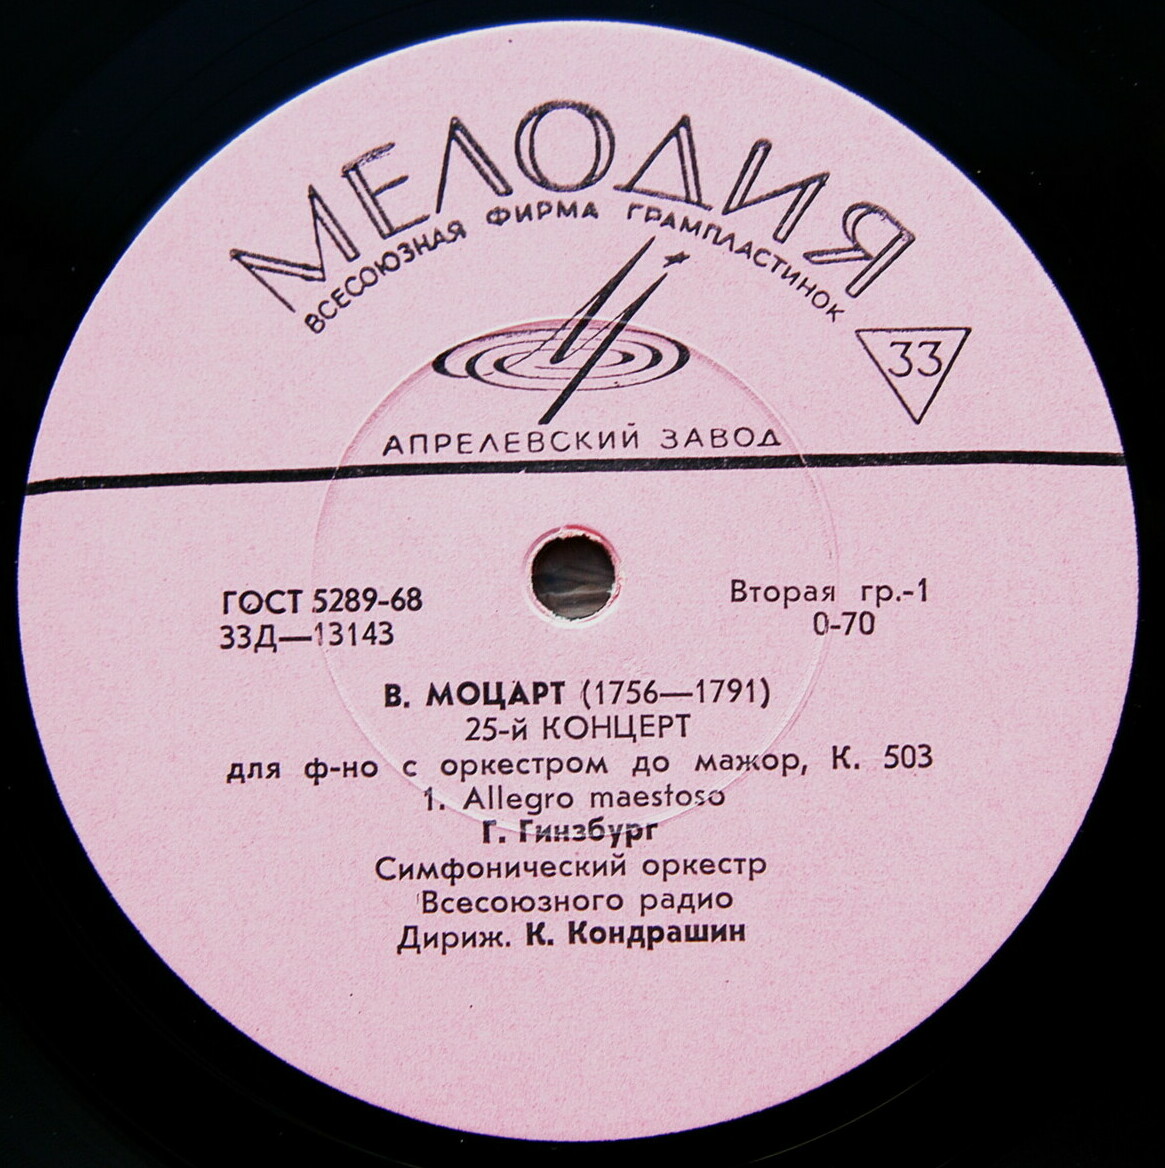 МЕЛОДИЯ
ВСЕСОЮЗНАЯ ФИРМА ГРАМПЛАСТИНОК
33
АПРЕЛЕВСКИЙ ЗАВОД
ГОСТ 5289-68
33Д—13143
Вторая гр.-1
0-70
В. МОЦАРТ (1756—1791)
25-й КОНЦЕРТ
для ф-но с оркестром до мажор, К. 503
1. Allegro maestoso
Г. Гинзбург
Симфонический оркестр
Всесоюзного радио
Дириж. К. Кондрашин